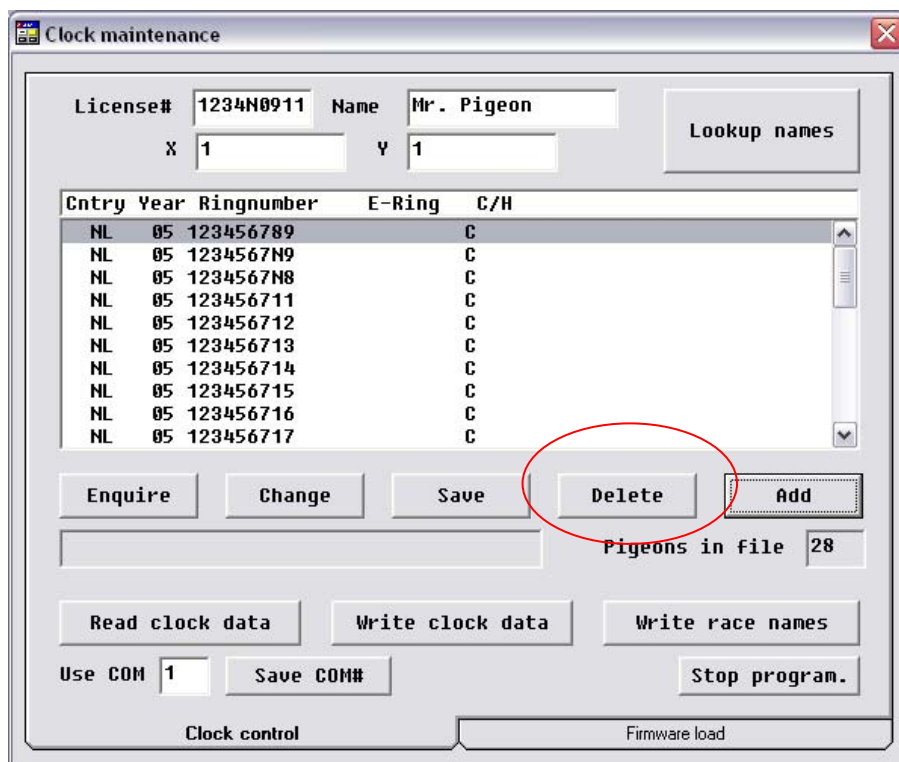 Clock maintenance
License# 1234N0911 Name Mr. Pigeon
Lookup names
X 1 Y 1
Cntry Year Ringnumber E-Ring C/H
NL 05 123456789 C
NL 05 1234567N9 C
NL 05 1234567N8 C
NL 05 123456711 C
NL 05 123456712 C
NL 05 123456713 C
NL 05 123456714 C
NL 05 123456715 C
NL 05 123456716 C
NL 05 123456717 C
Enquire Change Save Delete Add
Pigeons in file 28
Read clock data Write clock data Write race names
Use COM 1 Save COM# Stop program.
Clock control Firmware load